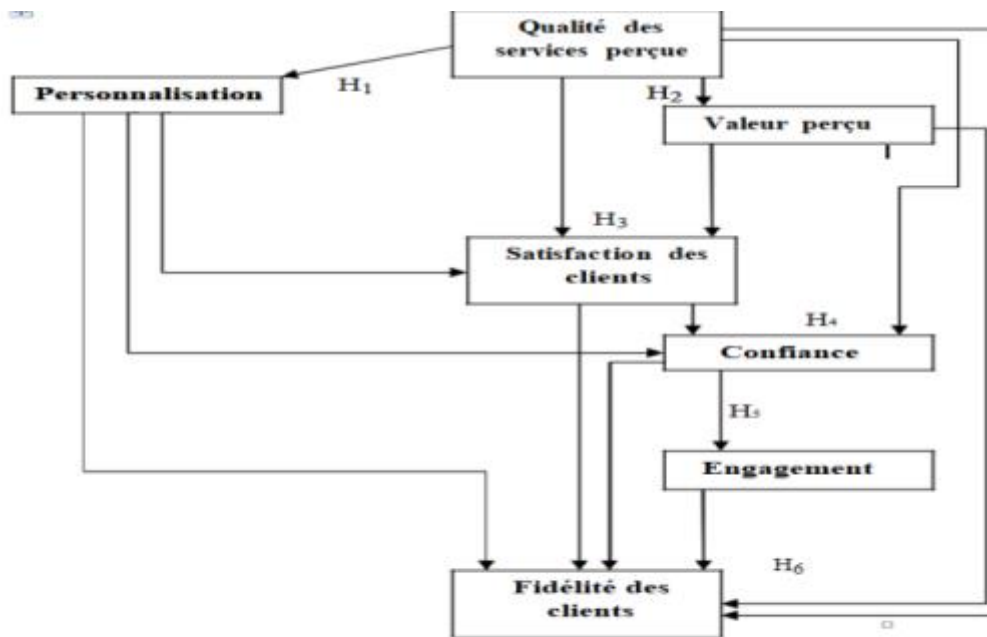 Qualité des
services perçue
H1
Personnalisation
H2
Valeur perçu
H3
Satisfaction des
clients
H4
Confiance
H5
Engagement
H6
Fidélité des
clients